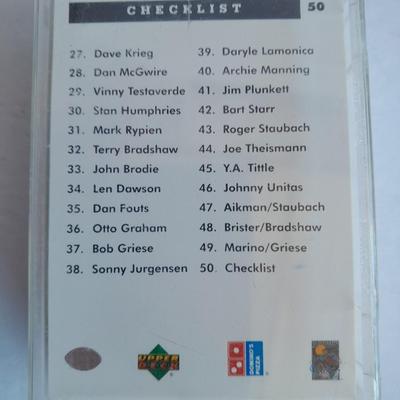 CHECKLIST 50
27. Dave Krieg
28. Dan McGwire
29. Vinny Testaverde
30. Stan Humphries
31. Mark Rypien
32. Terry Bradshaw
33. John Brodie
34. Len Dawson
35. Dan Fouts
36. Otto Graham
37. Bob Griese
38. Sonny Jurgensen
39. Daryle Lamonica
40. Archie Manning
41. Jim Plunkett
42. Bart Starr
43. Roger Staubach
44. Joe Theismann
45. Y.A. Tittle
46. Johnny Unitas
47. Aikman/Staubach
48. Brister/Bradshaw
49. Marino/Griese
50. Checklist
UPPER DECK
DOMINO'S PIZZA